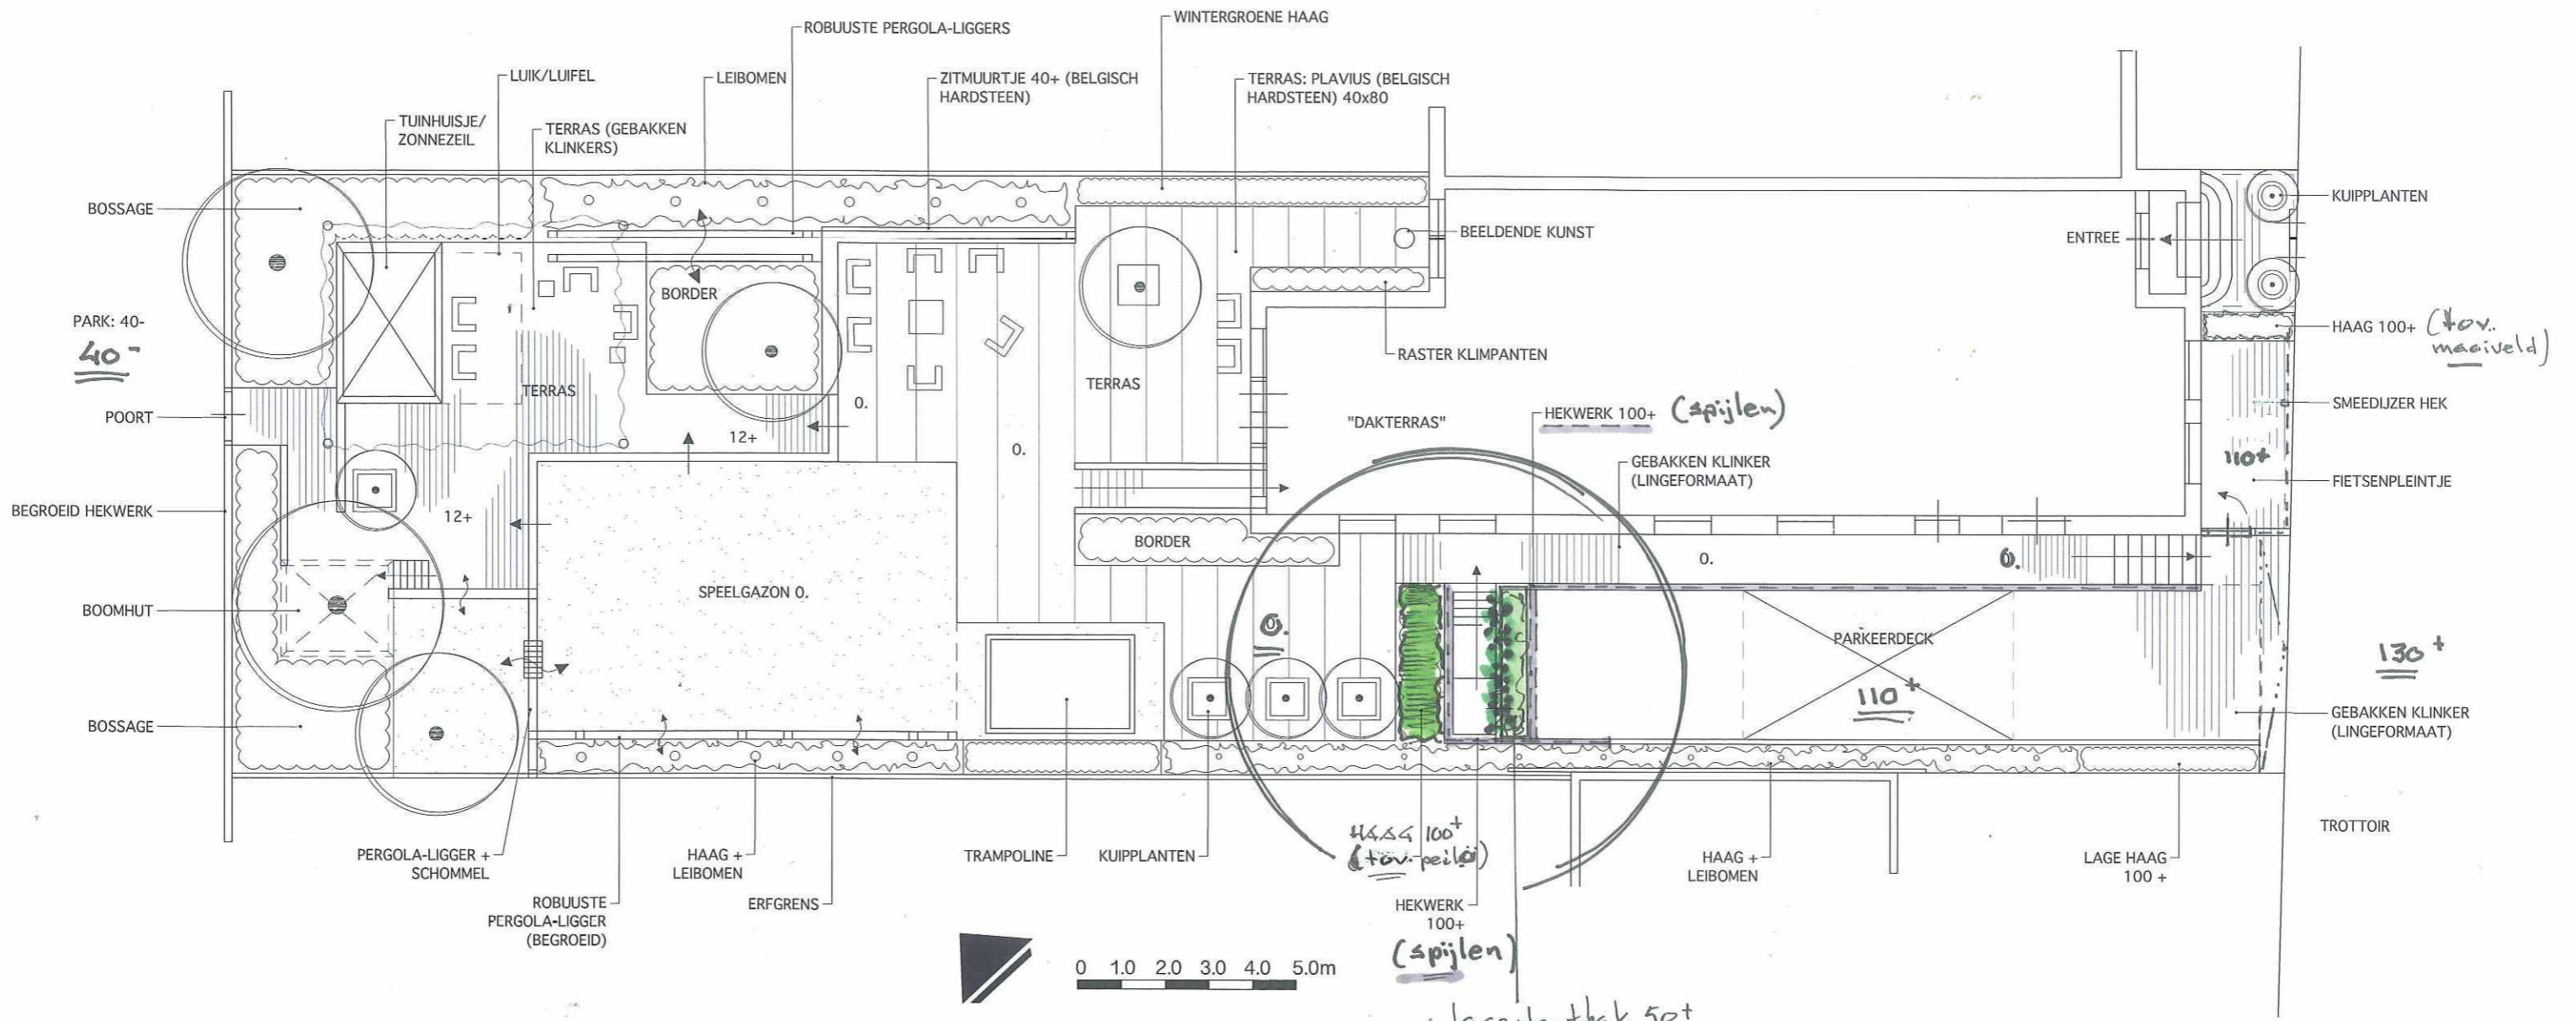 WINTERGROENE HAAG
ROBUUSTE PERGOLA-LIGGERS
LUIK/LUIFEL
LEIBOMEN
ZITMUURTJE 40+ (BELGISCH
HARDSTEEN)
TERRAS: PLAVIUS (BELGISCH
HARDSTEEN) 40x80
TUINHUISJE/
ZONNEZEIL
TERRAS (GEBAKKEN
KLINKERS)
BOSSAGE
KUIPPLANTEN
BEELDENDE KUNST
ENTREE
BORDER
PARK: 40-
40-
HAAG 100+ (tov.
maaiveld)
RASTER KLIMPANTEN
TERRAS
TERRAS
0.
SMEEDIJZER HEK
POORT
HEKWERK 100+ (spijlen)
"DAKTERRAS"
12+
0.
110+
GEBAKKEN KLINKER
(LINGEFORMAAT)
FIETSENPLEINTJE
BEGROEID HEKWERK
12+
BORDER
0.
0.
SPEELGAZON 0.
BOOMHUT
0.
PARKEERDECK
130+
110+
BOSSAGE
GEBAKKEN KLINKER
(LINGEFORMAAT)
TROTTOIR
HAAG 100+
(tov. peil 0)
PERGOLA-LIGGER +
SCHOMMEL
HAAG +
LEIBOMEN
TRAMPOLINE
KUIPPLANTEN
HAAG +
LEIBOMEN
LAGE HAAG
100 +
ROBUUSTE
PERGOLA-LIGGER
(BEGROEID)
ERFGRENS
HEKWERK
100+
(spijlen)
0 1.0 2.0 3.0 4.0 5.0m
50+